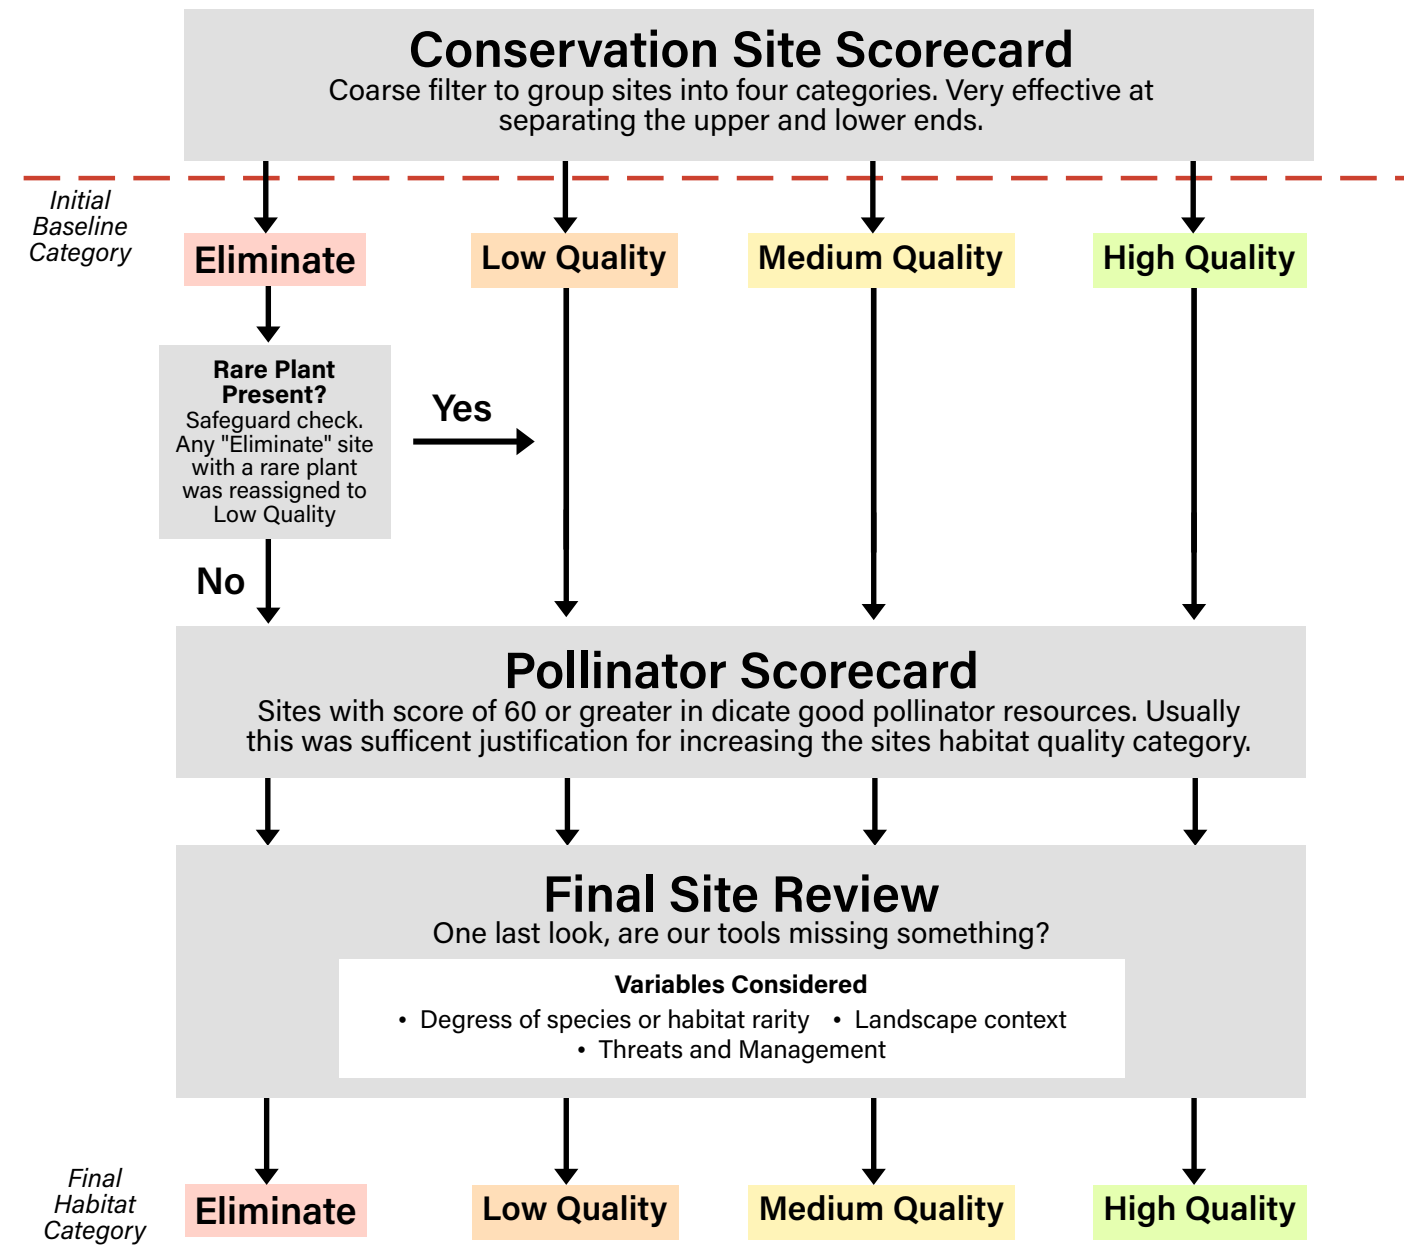 Conservation Site Scorecard
Coarse filter to group sites into four categories. Very effective at
separating the upper and lower ends.
Initial
Baseline
Category
Eliminate
Low Quality
Medium Quality
High Quality
Rare Plant
Present?
Safeguard check.
Any "Eliminate" site
with a rare plant
was reassigned to
Low Quality
Yes
No
Pollinator Scorecard
Sites with score of 60 or greater in dicate good pollinator resources. Usually
this was sufficent justification for increasing the sites habitat quality category.
Final Site Review
One last look, are our tools missing something?
Variables Considered
• Degress of species or habitat rarity • Landscape context
• Threats and Management
Final
Habitat
Category
Eliminate
Low Quality
Medium Quality
High Quality